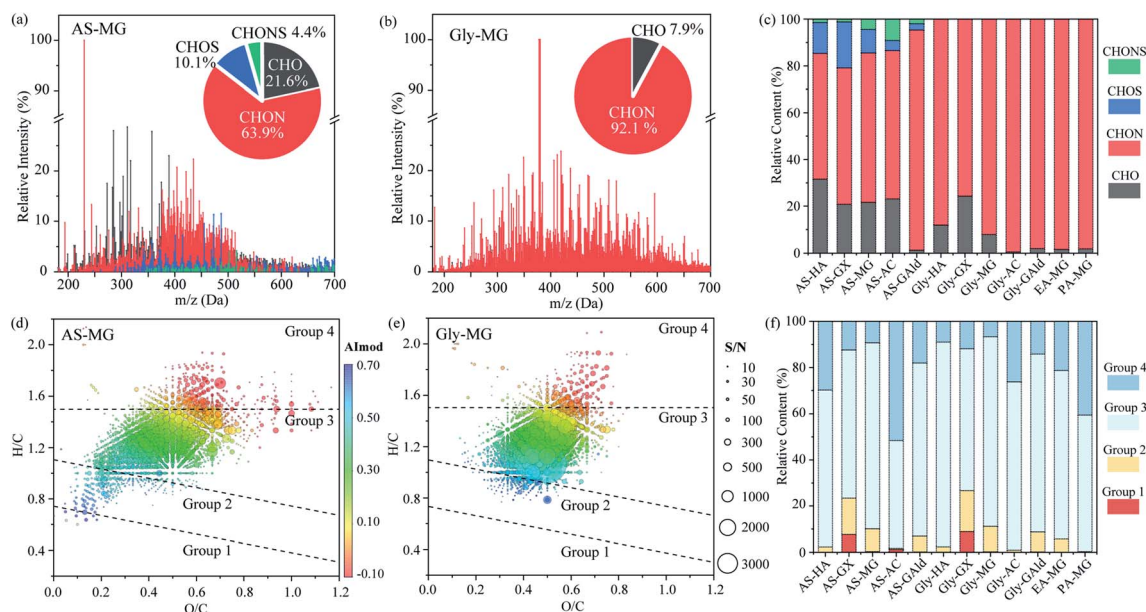 (a)
AS-MG
CHONS 4.4%
CHOS
10.1%
CHO
21.6%
CHON
63.9%
Relative Intensity (%)
100
90
20
10
0
200 300 400 500 600 700
m/z (Da)
(b)
Gly-MG
CHO 7.9%
CHON
92.1 %
Relative Intensity (%)
100
90
20
10
0
200 300 400 500 600 700
m/z (Da)
(c)
Relative Content (%)
100
80
60
40
20
0
AS-HA
AS-GX
AS-MG
AS-AC
AS-GAld
Gly-HA
Gly-GX
Gly-MG
Gly-AC
Gly-GAld
EA-MG
PA-MG
CHONS
CHOS
CHON
CHO
(d)
AS-MG
Group 4
Group 3
Group 2
Group 1
H/C
2.0
1.6
1.2
0.8
0.4
0.0 0.2 0.4 0.6 0.8 1.0 1.2
O/C
AImod
0.70
0.50
0.30
0.10
-0.10
(e)
Gly-MG
Group 4
Group 3
Group 2
Group 1
H/C
2.0
1.6
1.2
0.8
0.4
0.0 0.2 0.4 0.6 0.8 1.0 1.2
O/C
S/N
10
30
50
100
300
500
1000
2000
3000
(f)
Relative Content (%)
100
80
60
40
20
0
AS-HA
AS-GX
AS-MG
AS-AC
AS-GAld
Gly-HA
Gly-GX
Gly-MG
Gly-AC
Gly-GAld
EA-MG
PA-MG
Group 4
Group 3
Group 2
Group 1